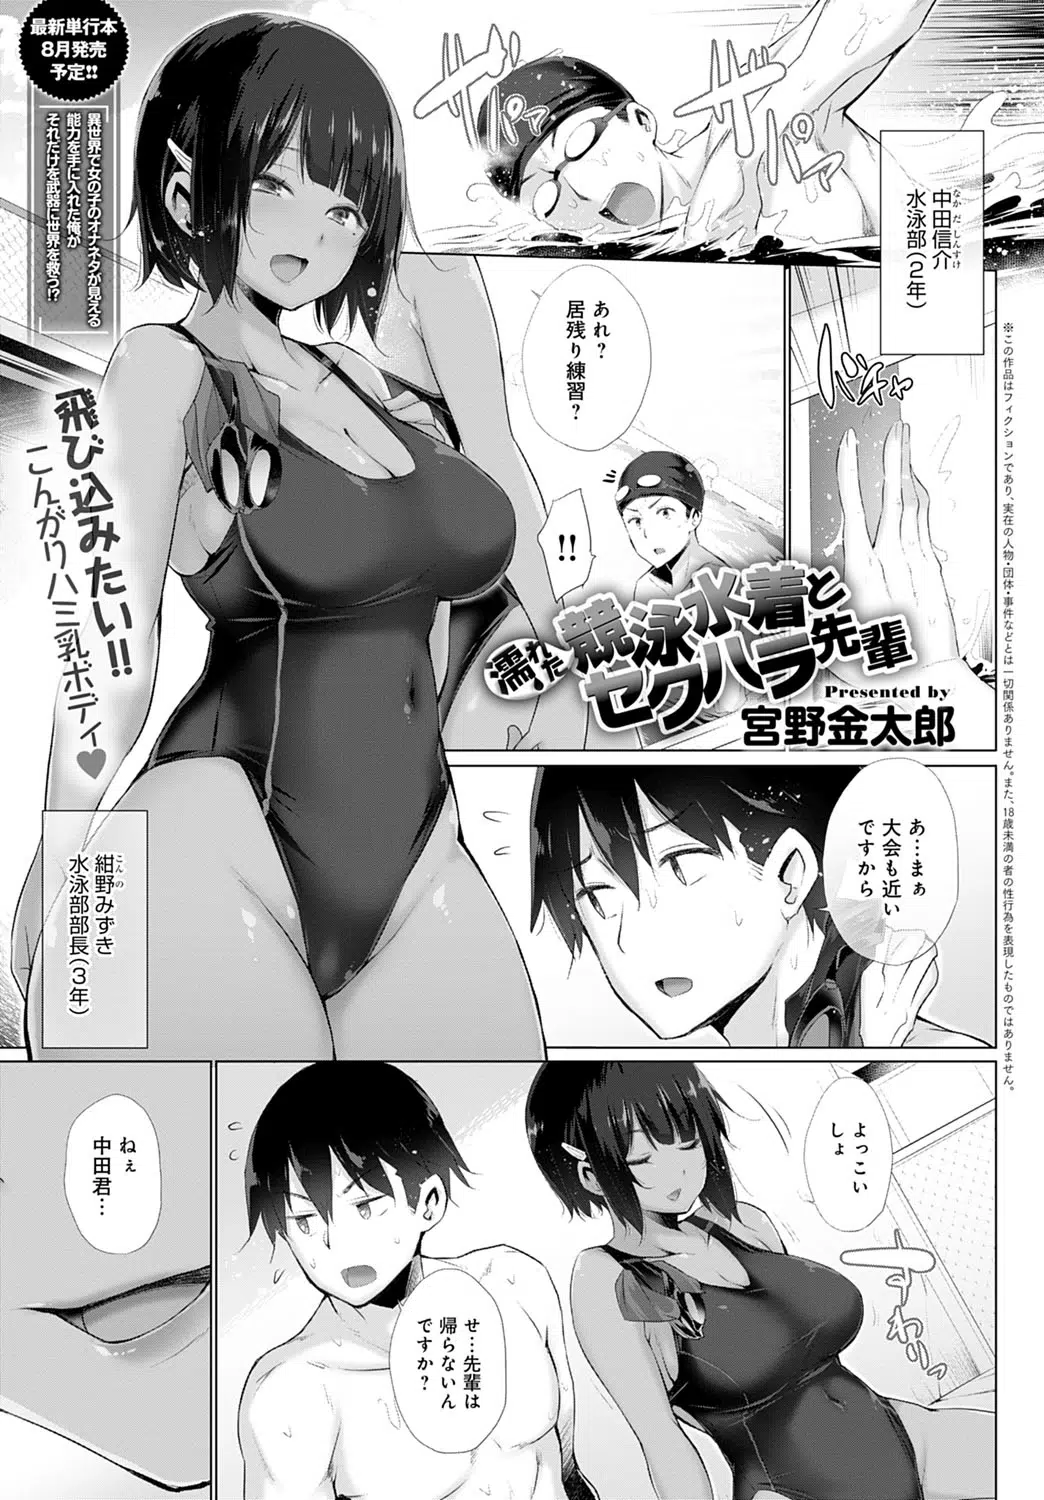 最新単行本
8月発売
予定!!
異世界で女の子のオナネタが見える
能力を手に入れた俺が
それだけを武器に世界を救う!?
飛び込みたい!!
こんがりハミ乳ボディ♥
中田信介
なかだしんすけ
水泳部(2年)
バチャ
あれ?
居残り練習?
!!
濡れた競泳水着と
セクハラ先輩
Presented by
宮野金太郎
紺野みずき
こんの
水泳部部長(3年)
あ…まぁ
大会も近い
ですから
よっこい
しょ
すわい
せ…先輩は
帰らないん
ですか?
ねぇ
中田君…
※この作品はフィクションであり、実在の人物・団体・事件などとは一切関係ありません。また、18歳未満の者の性行為を表現したものではありません。